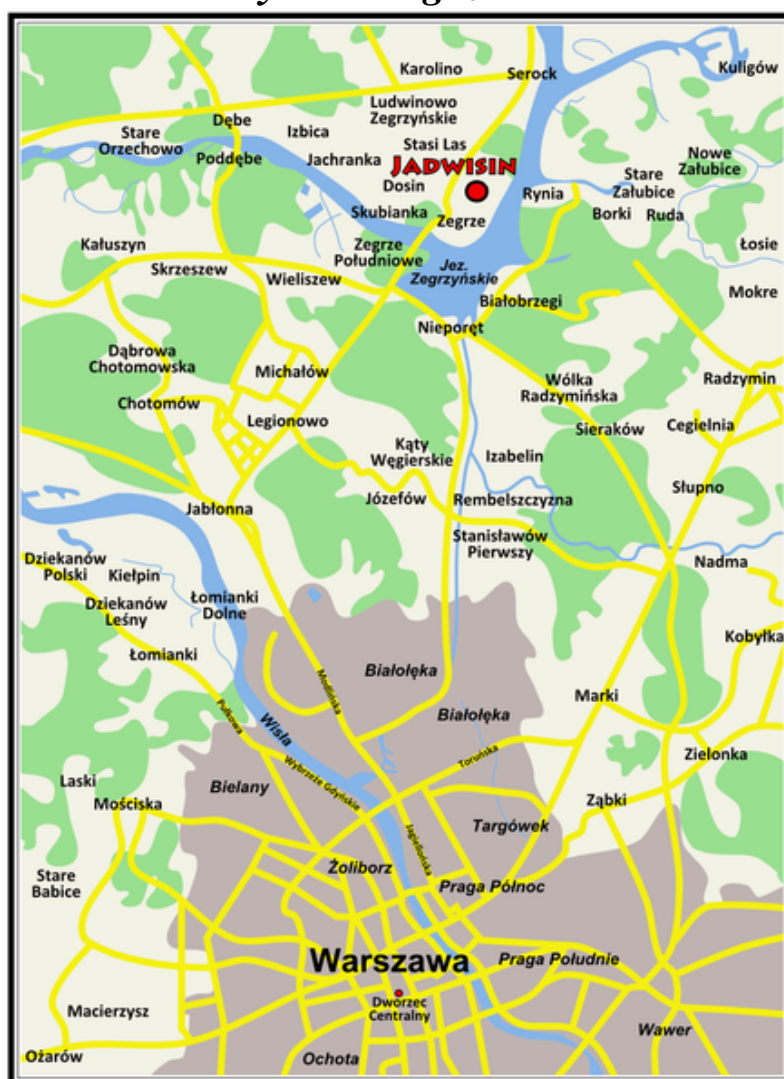 Kuligów
Karolino
Serock
Ludwinowo
Zegrzyńskie
Dębe
Izbica
Stare
Orzechowo
Poddębe
Stasi Las
Jachranka
JADWISIN
Nowe
Załubice
Dosin
Rynia
Stare
Załubice
Skubianka
Zegrze
Borki
Ruda
Kałuszyn
Zegrze
Południowe
Łosie
Skrzeszew
Wieliszew
Jez.
Zegrzyńskie
Mokre
Białobrzegi
Nieporęt
Dąbrowa
Chotomowska
Michałów
Wólka
Radzymińska
Radzymin
Chotomów
Legionowo
Sieraków
Cegielnia
Kąty
Węgierskie
Izabelin
Józefów
Rembelszczyzna
Słupno
Jabłonna
Stanisławów
Pierwszy
Dziekanów
Polski
Kiełpin
Nadma
Dziekanów
Leśny
Łomianki
Dolne
Kobyłka
Łomianki
Białołęka
Modlińska
Marki
Pułkowa
Wisła
Białołęka
Toruńska
Zielonka
Wybrzeże Gdyńskie
Laski
Bielany
Mościska
Ząbki
Jagiellońska
Targówek
Żoliborz
Stare
Babice
Praga Północ
Warszawa
Praga Południe
Dworzec
Centralny
Macierzysz
Wawer
Ożarów
Ochota